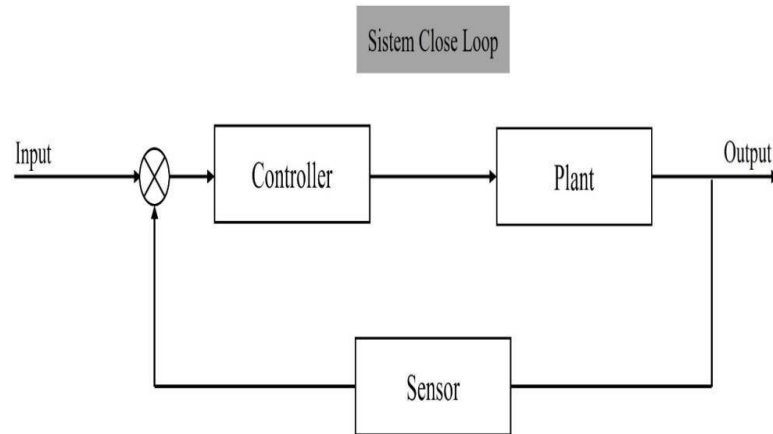 Sistem Close Loop
Input
Controller
Plant
Output
Sensor